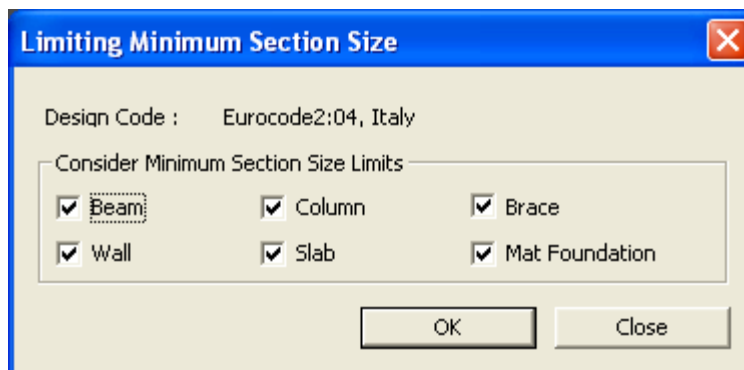 Limiting Minimum Section Size
Design Code : Eurocode2:04, Italy
Consider Minimum Section Size Limits
Beam Column Brace
Wall Slab Mat Foundation
OK Close